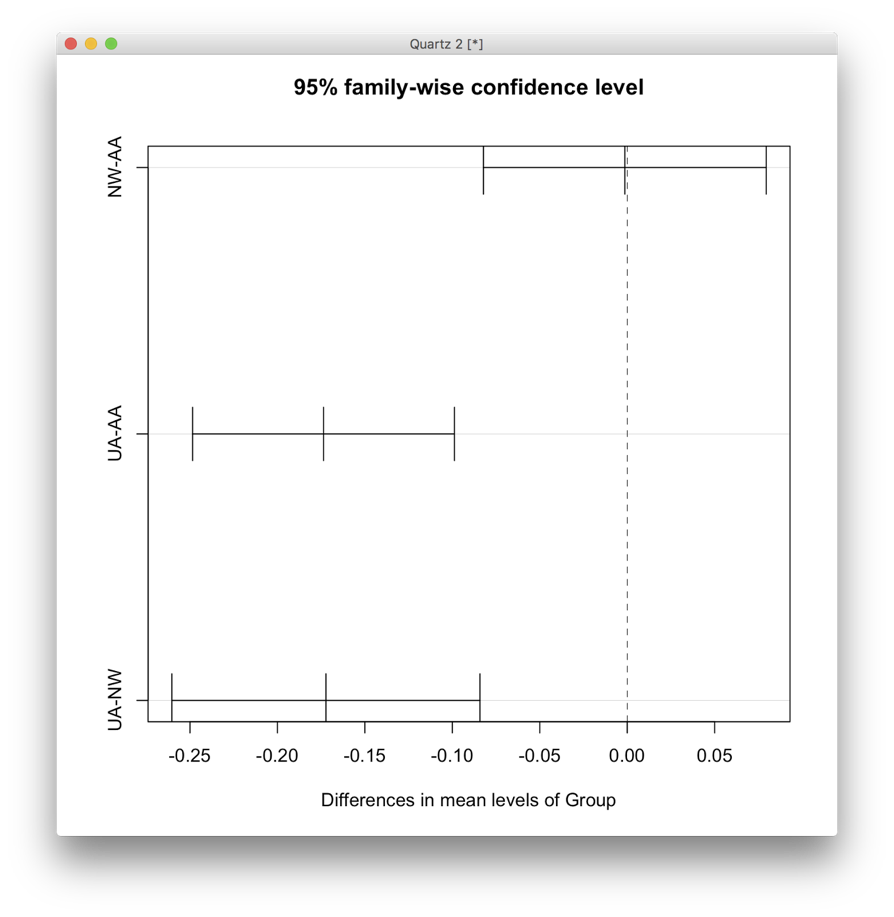 Quartz 2 [*]
95% family-wise confidence level
NW-AA
UA-AA
UA-NW
-0.25 -0.20 -0.15 -0.10 -0.05 0.00 0.05
Differences in mean levels of Group